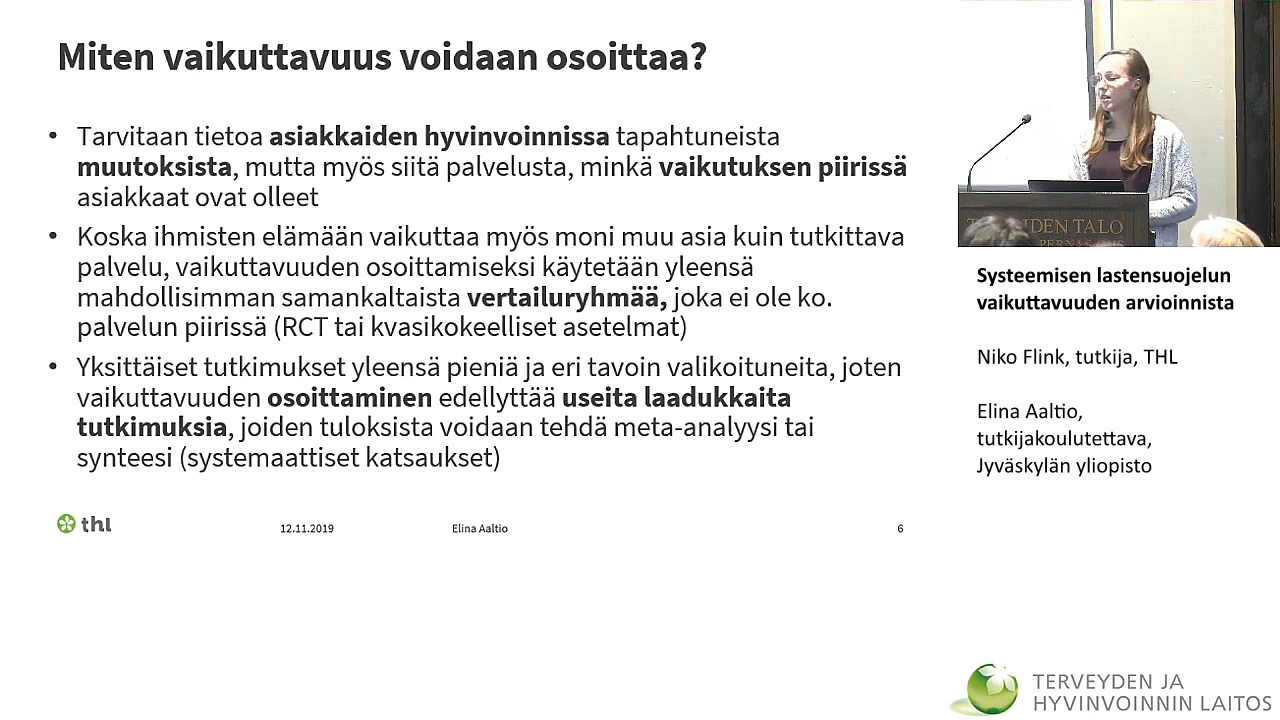 Miten vaikuttavuus voidaan osoittaa?
• Tarvitaan tietoa asiakkaiden hyvinvoinnissa tapahtuneista
muutoksista, mutta myös siitä palvelusta, minkä vaikutuksen piirissä
asiakkaat ovat olleet
• Koska ihmisten elämään vaikuttaa myös moni muu asia kuin tutkittava
palvelu, vaikuttavuuden osoittamiseksi käytetään yleensä
mahdollisimman samankaltaista vertailuryhmää, joka ei ole ko.
palvelun piirissä (RCT tai kvasikokeelliset asetelmat)
• Yksittäiset tutkimukset yleensä pieniä ja eri tavoin valikoituneita, joten
vaikuttavuuden osoittaminen edellyttää useita laadukkaita
tutkimuksia, joiden tuloksista voidaan tehdä meta-analyysi tai
synteesi (systemaattiset katsaukset)
thl
12.11.2019
Elina Aaltio
6
IDEN TALO
Systeemisen lastensuojelun
vaikuttavuuden arvioinnista
Niko Flink, tutkija, THL
Elina Aaltio,
tutkijakoulutettava,
Jyväskylän yliopisto
TERVEYDEN JA
HYVINVOINNIN LAITOS